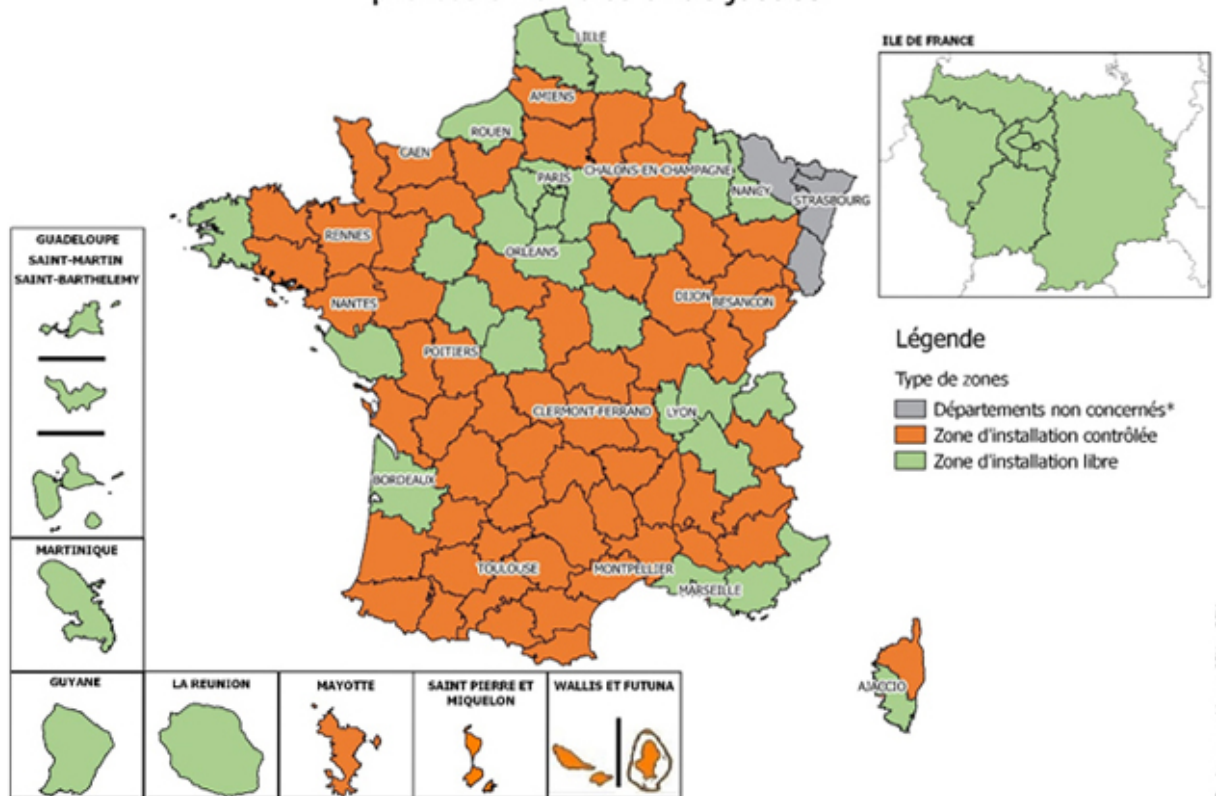 LILLE
ILE DE FRANCE
AMIENS
ROUEN
CAEN
PARIS
CHALONS-EN-CHAMPAGNE
NANCY
STRASBOURG
RENNES
ORLEANS
GUADELOUPE
SAINT-MARTIN
SAINT-BARTHELEMY
NANTES
DIJON
BESANCON
POITIERS
Légende
Type de zones
Départements non concernés*
Zone d'installation contrôlée
Zone d'installation libre
CLERMONT-FERRAND
LYON
BORDEAUX
MARTINIQUE
TOULOUSE
MONTPELLIER
MARSEILLE
AJACCIO
GUYANE
LA REUNION
MAYOTTE
SAINT PIERRE ET
MIQUELON
WALLIS ET FUTUNA